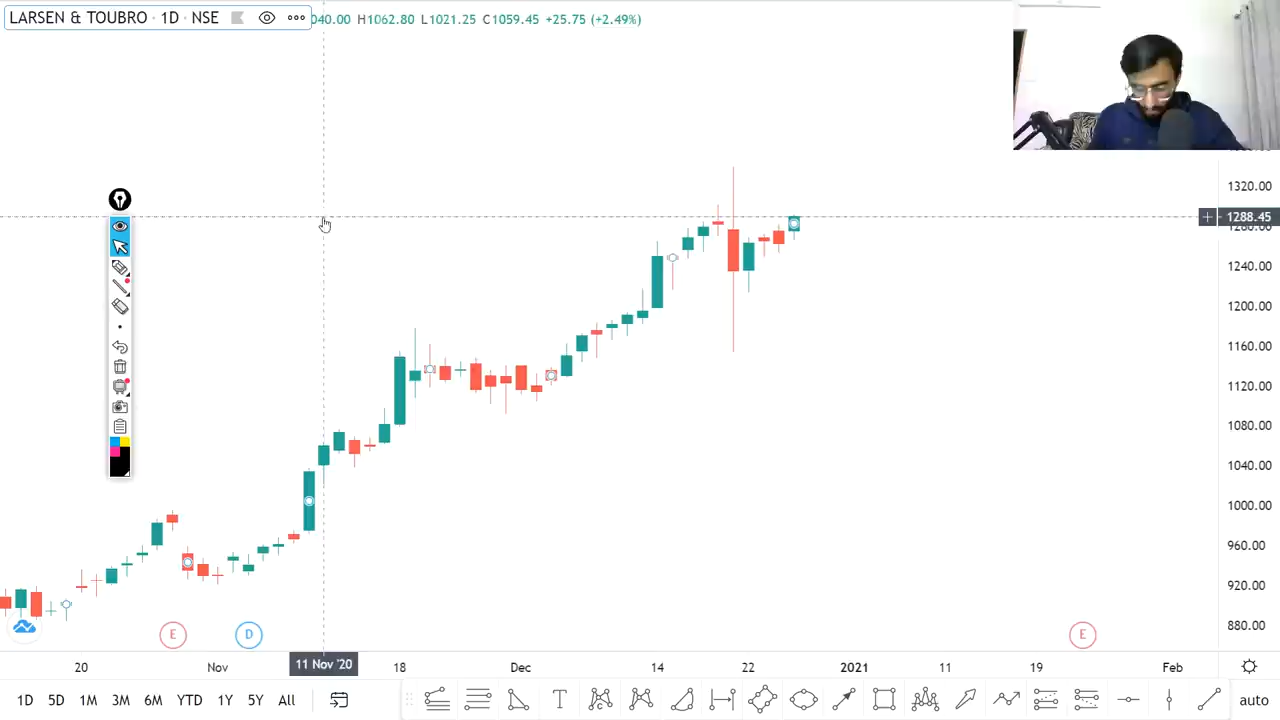 LARSEN & TOUBRO · 1D · NSE
040.00 H1062.80 L1021.25 C1059.45 +25.75 (+2.49%)
1320.00
1288.45
1280.00
1240.00
1200.00
1160.00
1120.00
1080.00
1040.00
1000.00
960.00
920.00
880.00
E D E
20 Nov 11 Nov '20 18 Dec 14 22 2021 11 19 Feb
1D 5D 1M 3M 6M YTD 1Y 5Y All T auto